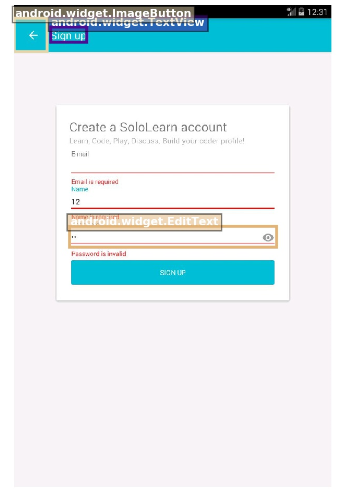 android.widget.ImageButton
12:31
android.widget.TextView
Sign up
Create a SoloLearn account
Learn, Code, Play, Discuss, Build your coder profile!
Email
Email is required
Name
12
android.widget.EditText
Password is invalid
SIGN UP